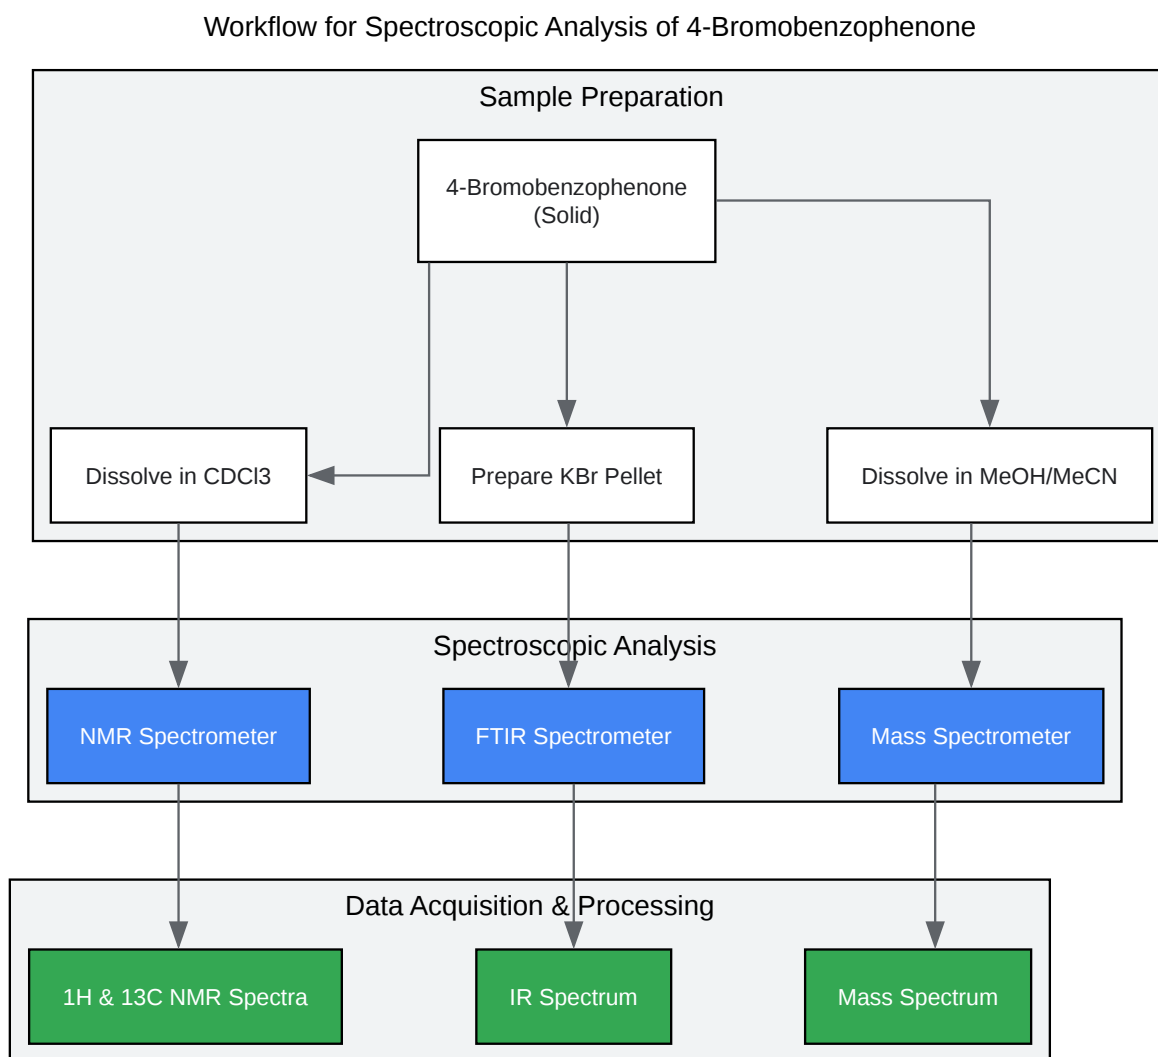 Workflow for Spectroscopic Analysis of 4-Bromobenzophenone
Sample Preparation
4-Bromobenzophenone
(Solid)
Dissolve in CDCl3
Prepare KBr Pellet
Dissolve in MeOH/MeCN
Spectroscopic Analysis
NMR Spectrometer
FTIR Spectrometer
Mass Spectrometer
Data Acquisition & Processing
1H & 13C NMR Spectra
IR Spectrum
Mass Spectrum